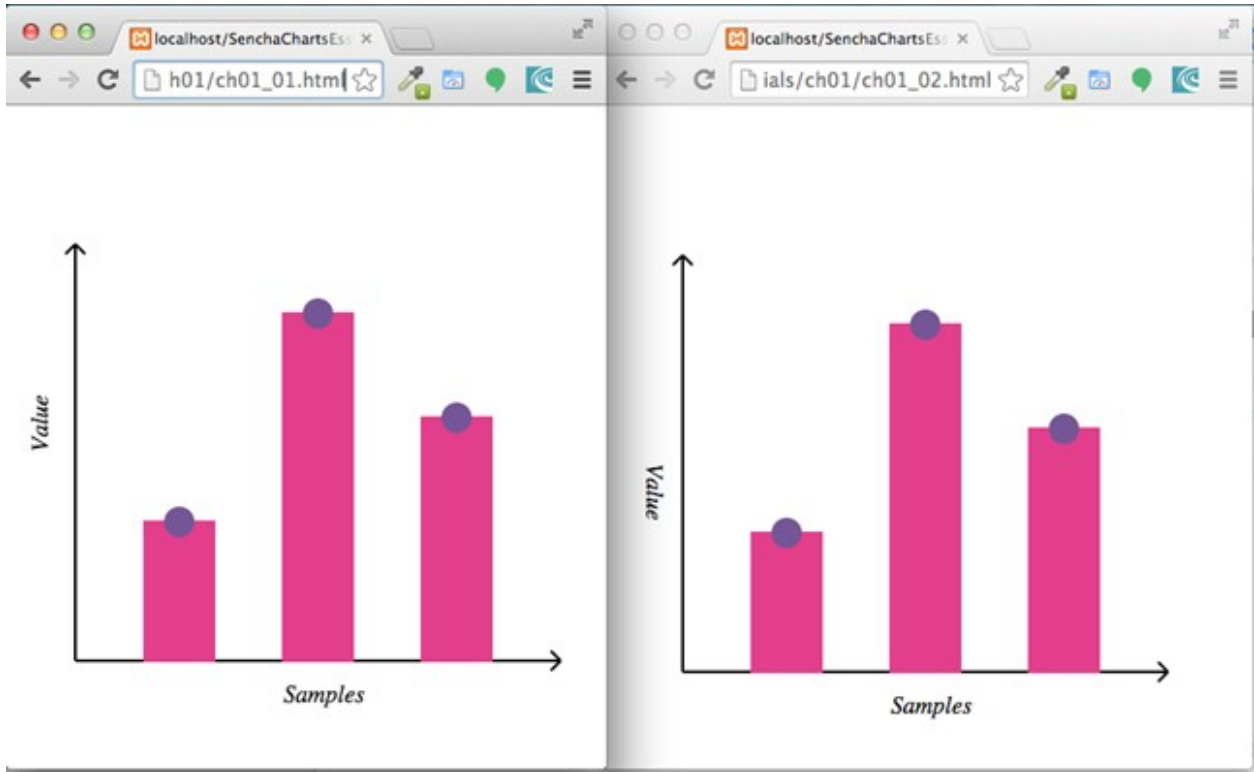 localhost/SenchaChartsEss
h01/ch01_01.html
Value
Samples
localhost/SenchaChartsEss
ials/ch01/ch01_02.html
Value
Samples